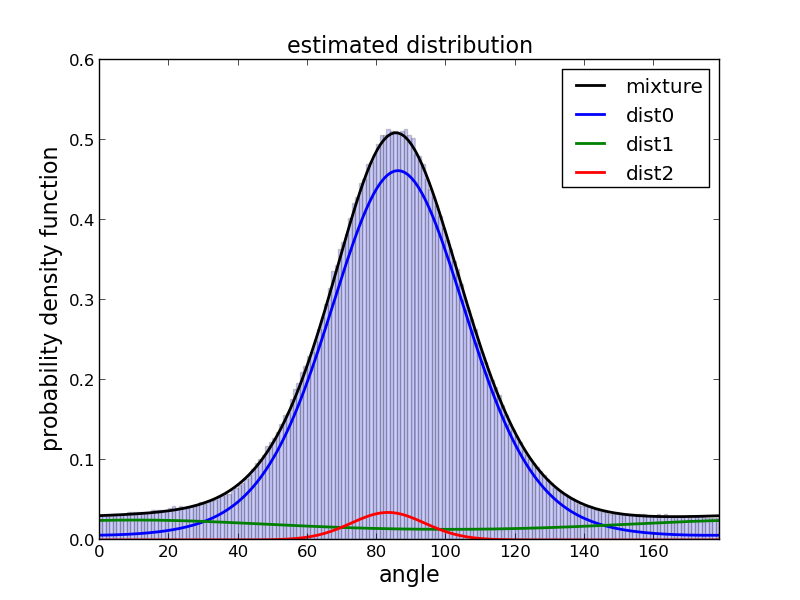 estimated distribution
probability density function
0.6
0.5
0.4
0.3
0.2
0.1
0.0
mixture
dist0
dist1
dist2
0 20 40 60 80 100 120 140 160
angle